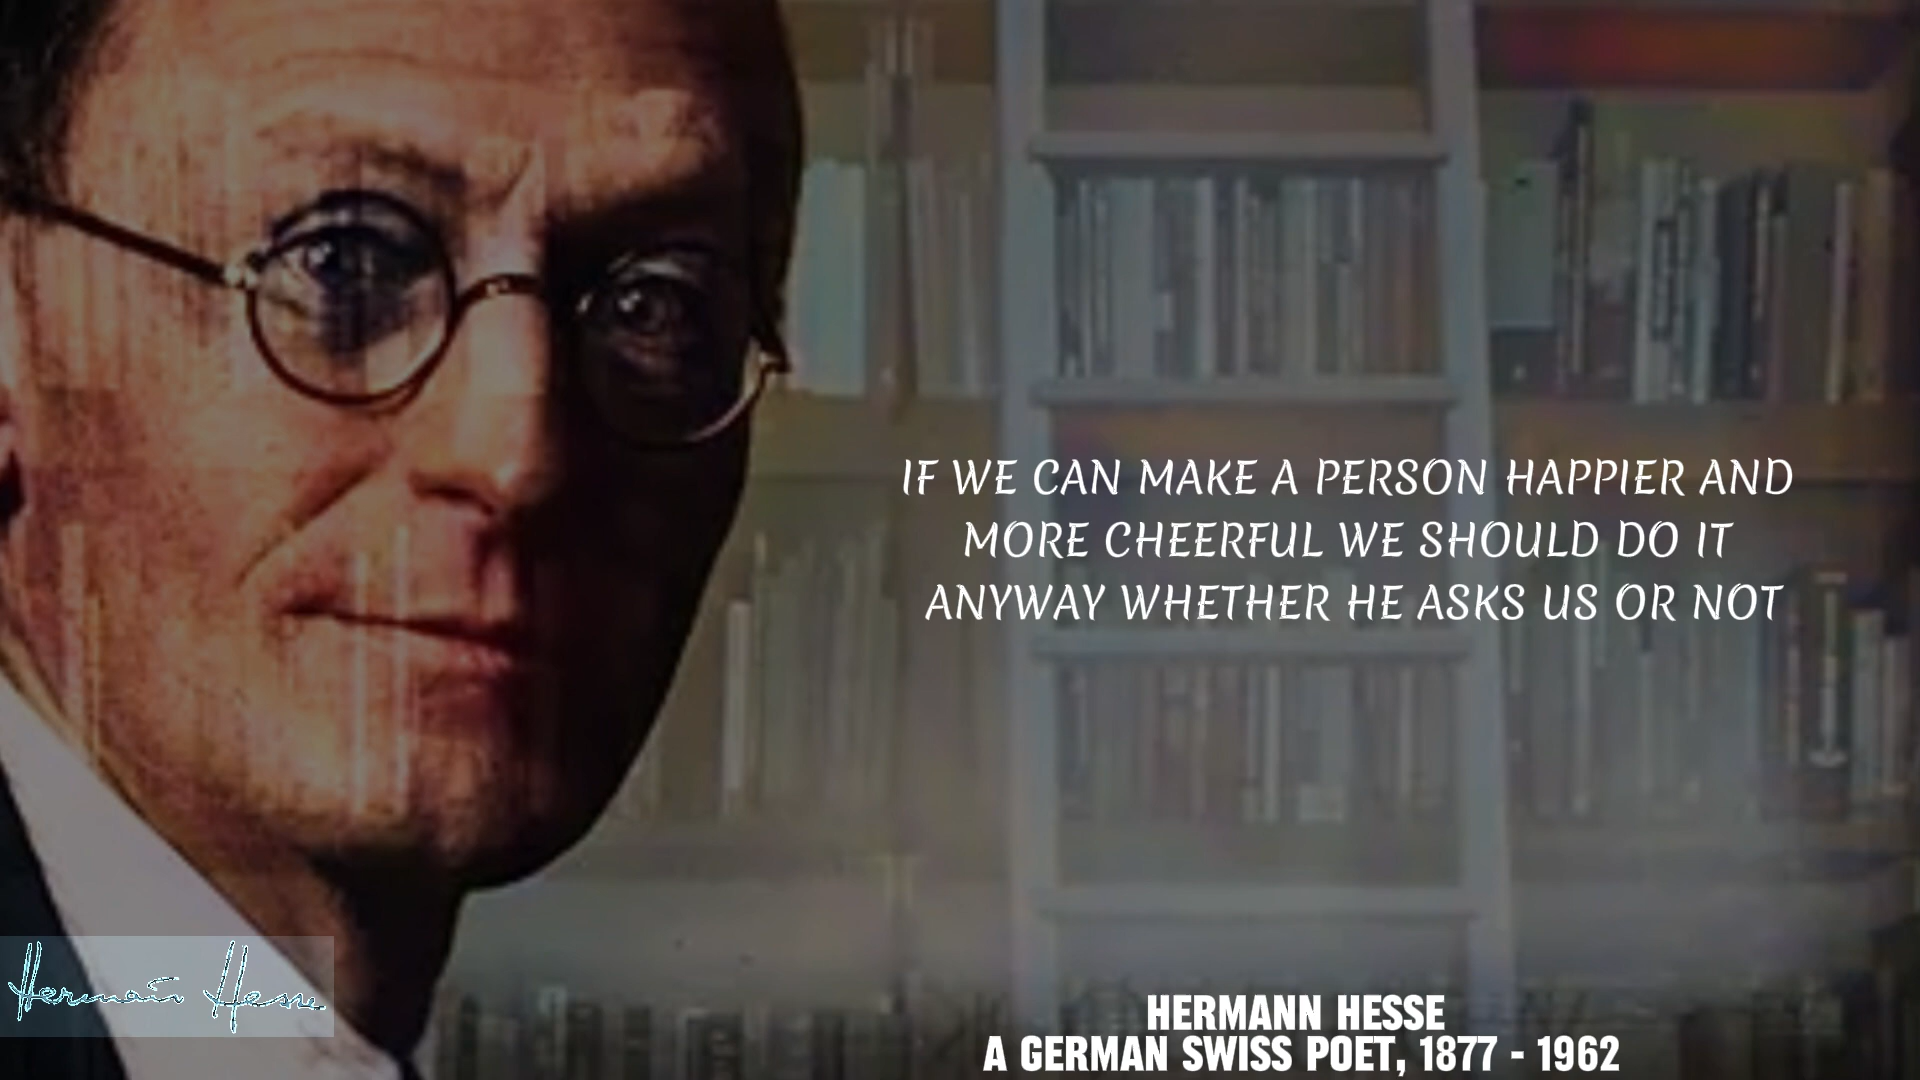 IF WE CAN MAKE A PERSON HAPPIER AND
MORE CHEERFUL WE SHOULD DO IT
ANYWAY WHETHER HE ASKS US OR NOT
Hermann Hesse
HERMANN HESSE
A GERMAN SWISS POET, 1877 - 1962